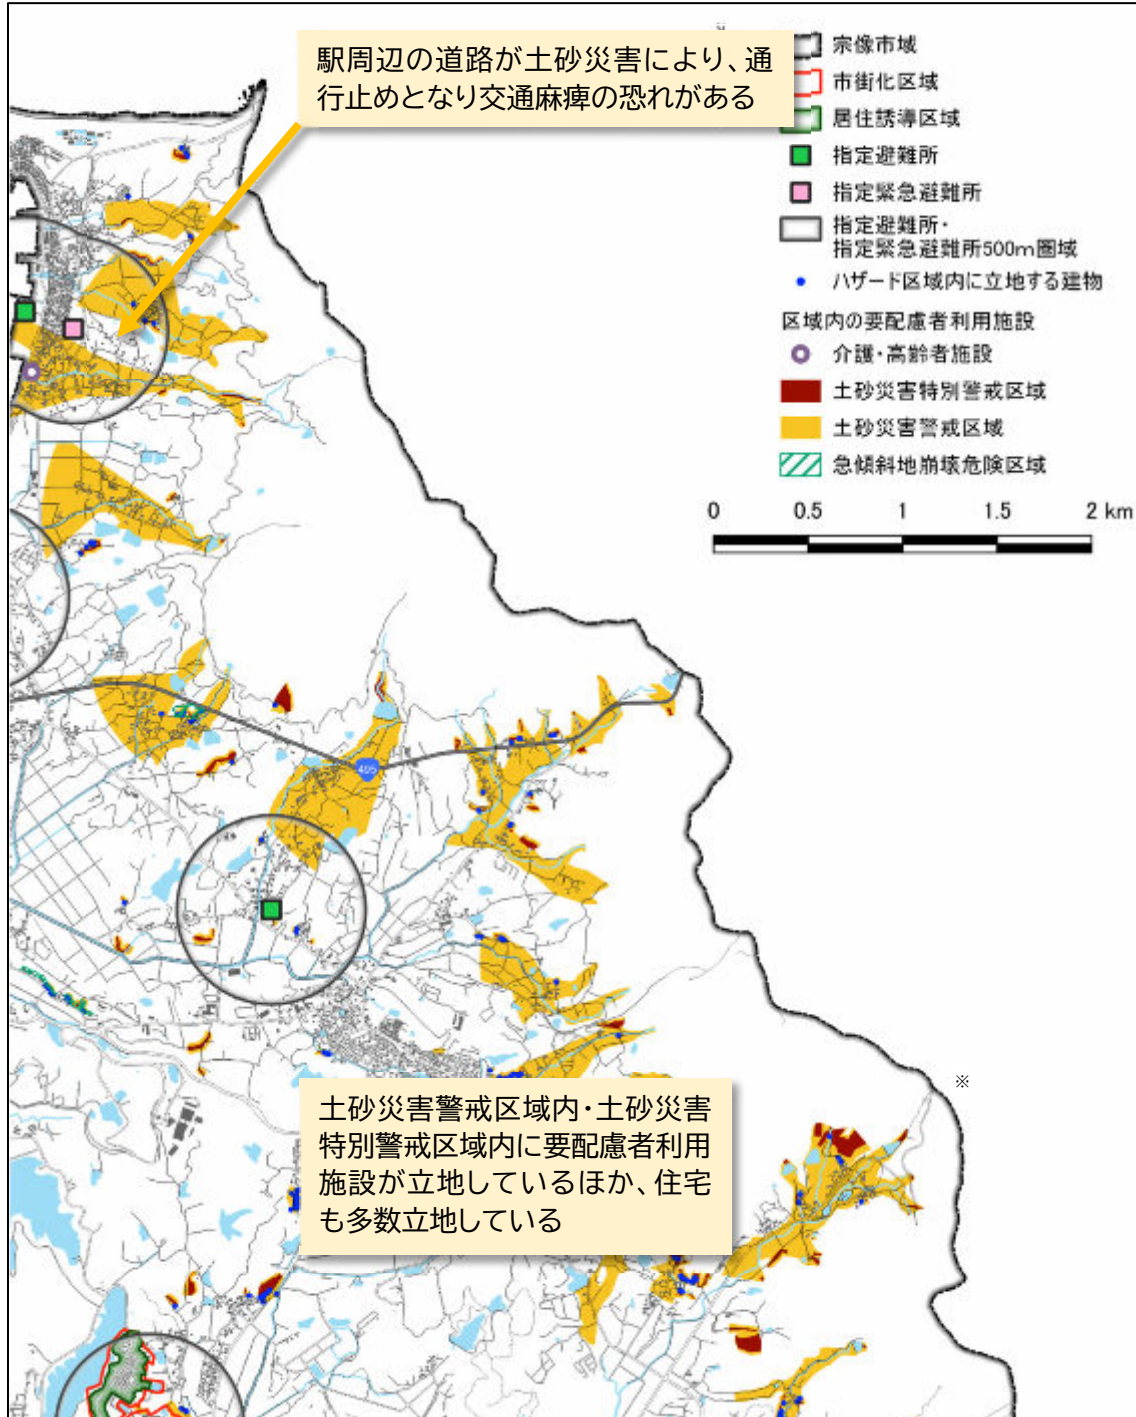 駅周辺の道路が土砂災害により、通
行止めとなり交通麻痺の恐れがある
宗像市域
市街化区域
居住誘導区域
指定避難所
指定緊急避難所
指定避難所・
指定緊急避難所500m圏域
ハザード区域内に立地する建物
区域内の要配慮者利用施設
介護・高齢者施設
土砂災害特別警戒区域
土砂災害警戒区域
急傾斜地崩壊危険区域
0 0.5 1 1.5 2 km
495
※
土砂災害警戒区域内・土砂災害
特別警戒区域内に要配慮者利用
施設が立地しているほか、住宅
も多数立地している